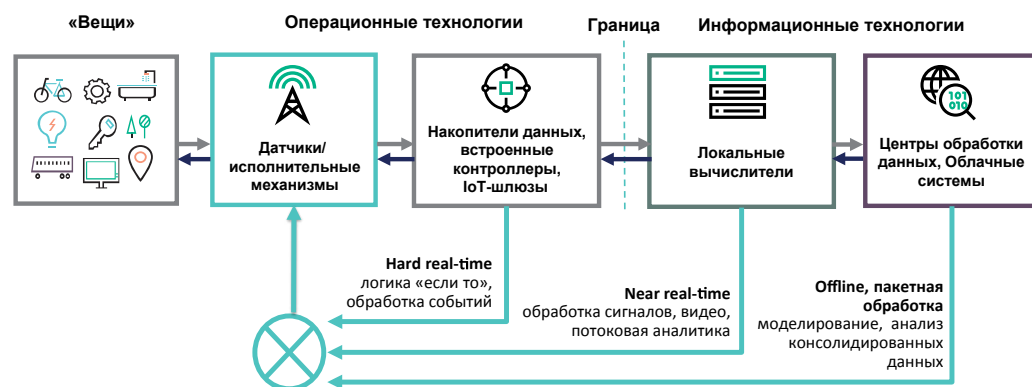 «Вещи»
Операционные технологии
Граница
Информационные технологии
Датчики/
исполнительные
механизмы
Накопители данных,
встроенные
контроллеры,
IoT-шлюзы
Локальные
вычислители
101
010
Центры обработки
данных, Облачные
системы
Hard real-time
логика «если то»,
обработка событий
Near real-time
обработка сигналов, видео,
потоковая аналитика
Offline, пакетная
обработка
моделирование, анализ
консолидированных
данных